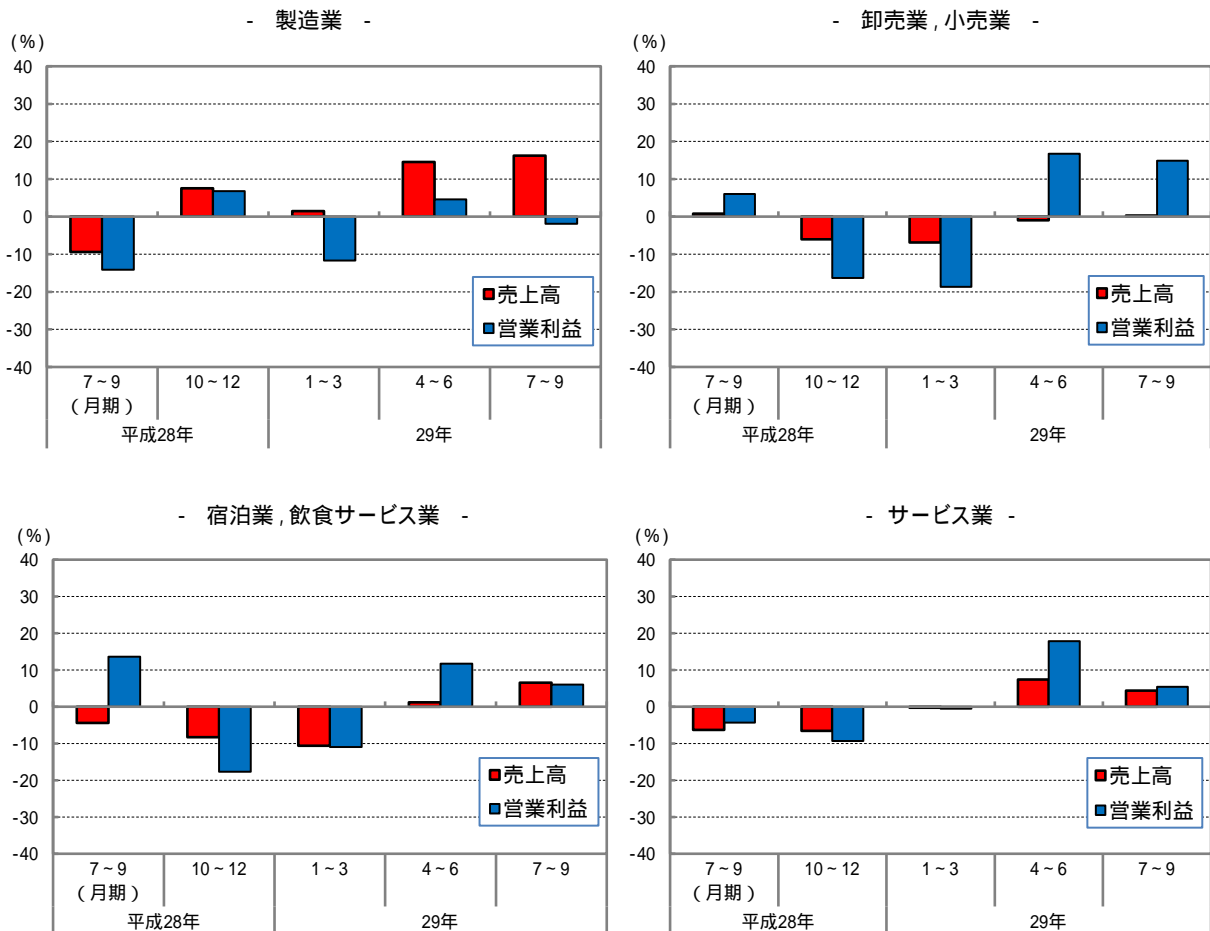 - 製造業 -
(%)
40
30
20
10
0
-10
-20
-30
-40
売上高
営業利益
7～9 10～12 1～3 4～6 7～9
(月期)
平成28年 29年
- 卸売業,小売業 -
(%)
40
30
20
10
0
-10
-20
-30
-40
売上高
営業利益
7～9 10～12 1～3 4～6 7～9
(月期)
平成28年 29年
- 宿泊業,飲食サービス業 -
(%)
40
30
20
10
0
-10
-20
-30
-40
売上高
営業利益
7～9 10～12 1～3 4～6 7～9
(月期)
平成28年 29年
- サービス業 -
(%)
40
30
20
10
0
-10
-20
-30
-40
売上高
営業利益
7～9 10～12 1～3 4～6 7～9
(月期)
平成28年 29年